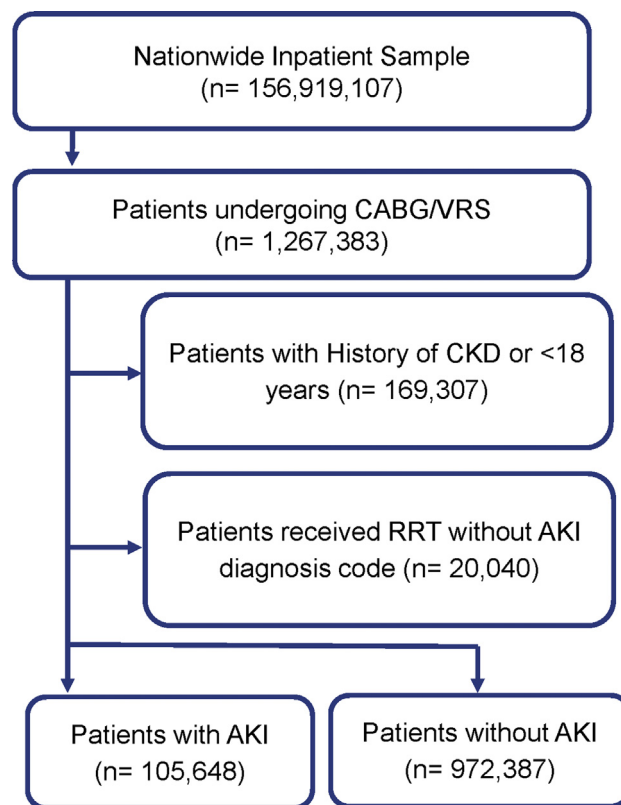 Nationwide Inpatient Sample
(n= 156,919,107)
Patients undergoing CABG/VRS
(n= 1,267,383)
Patients with History of CKD or <18
years (n= 169,307)
Patients received RRT without AKI
diagnosis code (n= 20,040)
Patients with AKI
(n= 105,648)
Patients without AKI
(n= 972,387)